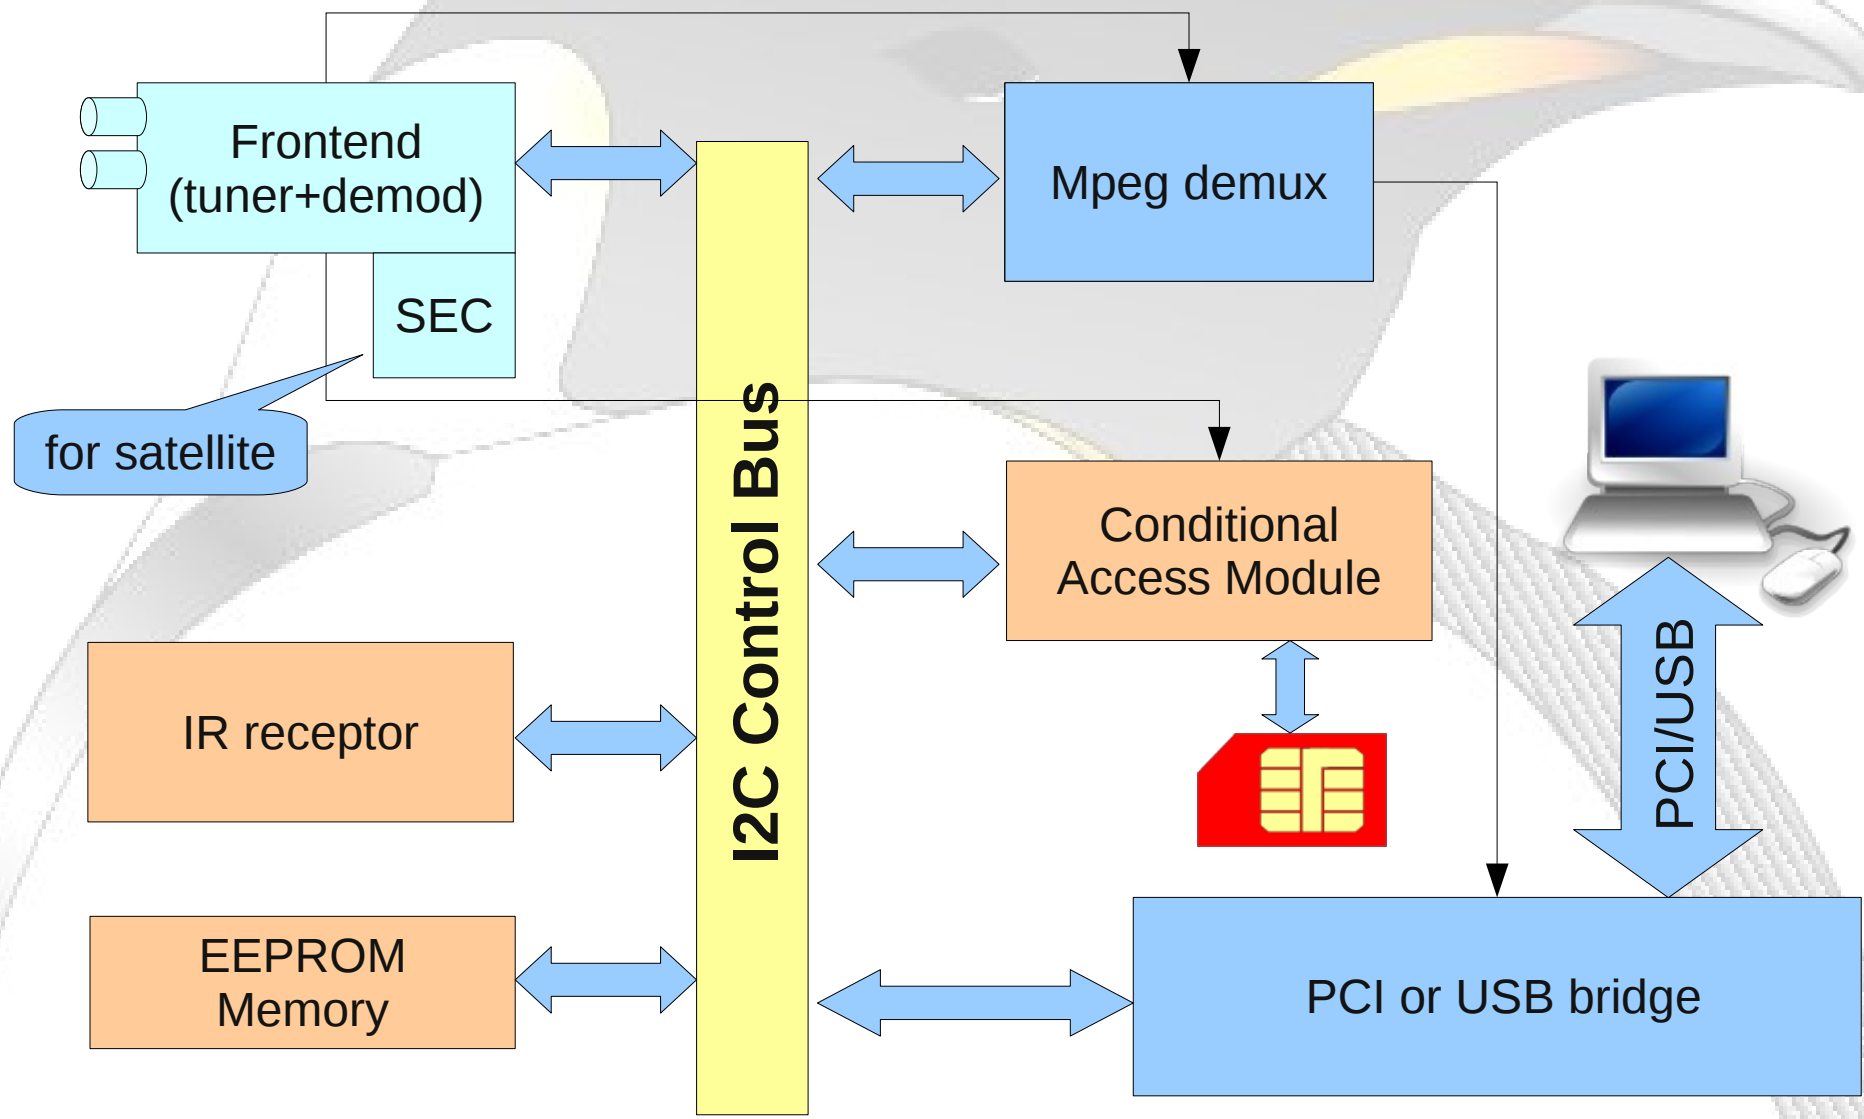 Frontend
(tuner+demod)
Mpeg demux
SEC
for satellite
I2C Control Bus
Conditional
Access Module
IR receptor
PCI/USB
EEPROM
Memory
PCI or USB bridge